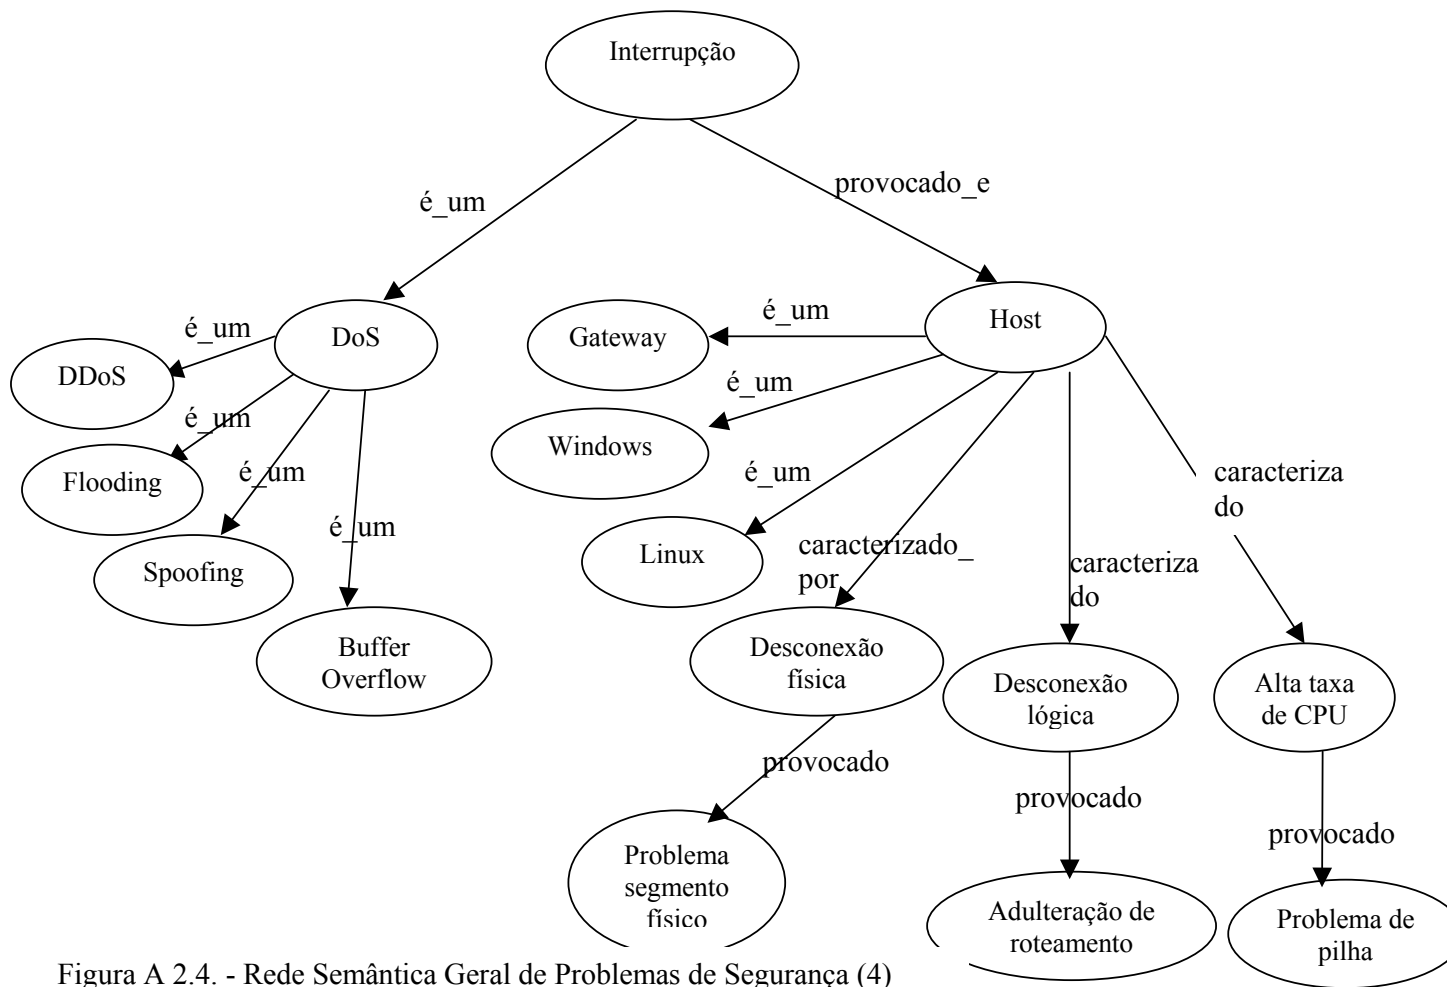 Interrupção
é_um
provocado_e
DoS
Host
é_um
DDoS
Gateway
é_um
é_um
Flooding
Windows
é_um
é_um
Spoofing
é_um
Linux
é_um
caracterizado_
por
caracteriza
do
caracteriza
do
Buffer
Overflow
Desconexão
física
Desconexão
lógica
Alta taxa
de CPU
provocado
provocado
provocado
Problema
segmento
físico
Adulteração de
roteamento
Problema de
pilha
Figura A 2.4. - Rede Semântica Geral de Problemas de Segurança (4)